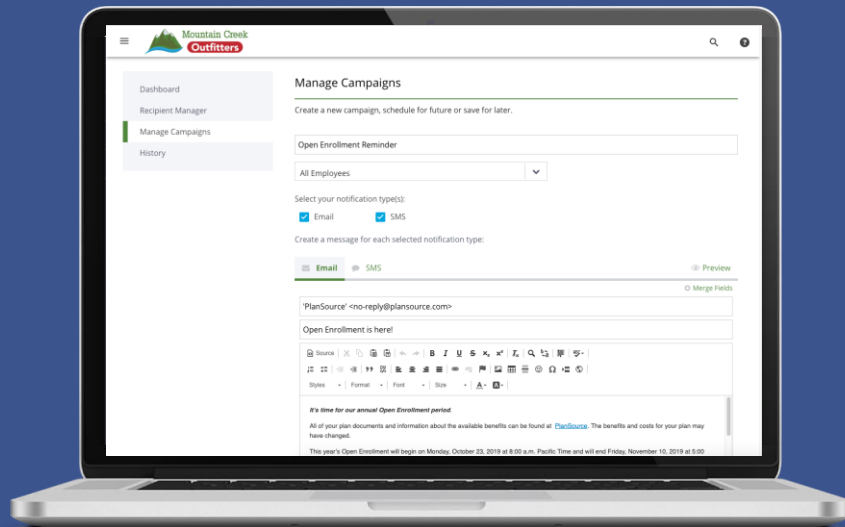 Mountain Creek
Outfitters
Dashboard
Recipient Manager
Manage Campaigns
History
Manage Campaigns
Create a new campaign, schedule for future or save for later.
Open Enrollment Reminder
All Employees
Select your notification type(s):
Email
SMS
Create a message for each selected notification type:
Email
SMS
Preview
Merge Fields
'PlanSource' <no-reply@plansource.com>
Open Enrollment is here!
Source
B I U S x₂ x² Iₓ
Styles Format Font Size A A
It's time for our annual Open Enrollment period.
All of your plan documents and information about the available benefits can be found at PlanSource. The benefits and costs for your plan may
have changed.
This year's Open Enrollment will begin on Monday, October 23, 2019 at 8:00 a.m. Pacific Time and will end Friday, November 10, 2019 at 5:00